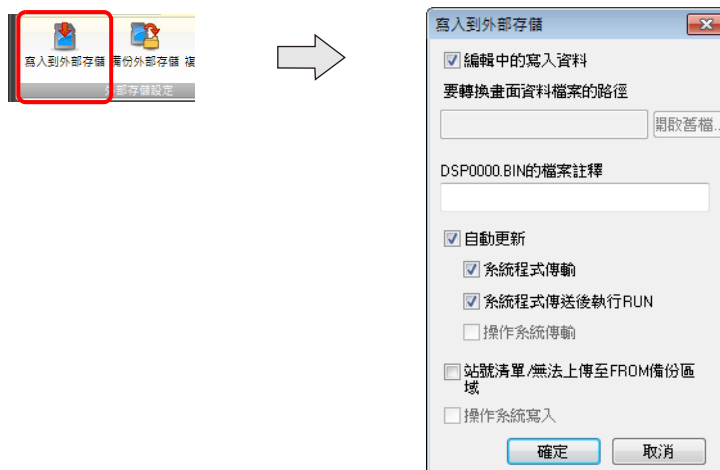 寫入到外部存儲 備份外部存儲 複
外部存儲設定
寫入到外部存儲
編輯中的寫入資料
要轉換畫面資料檔案的路徑
開啟舊檔..
DSP0000.BIN的檔案註釋
自動更新
系統程式傳輸
系統程式傳送後執行RUN
操作系統傳輸
站號清單/無法上傳至FROM備份區
域
操作系統寫入
確定 取消